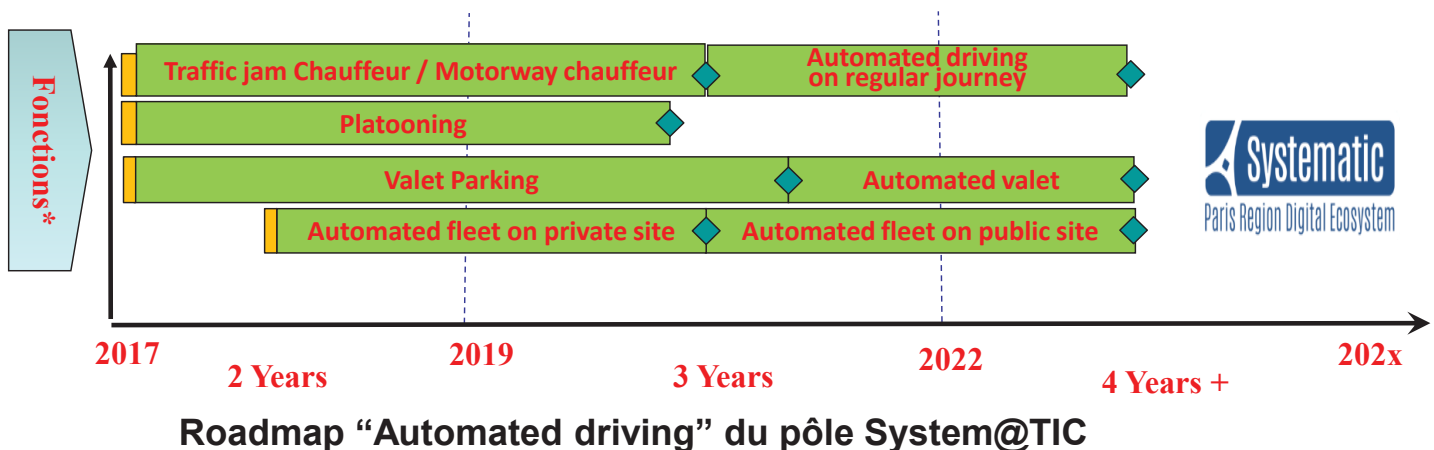 Fonctions*
Traffic jam Chauffeur / Motorway chauffeur
Automated driving
on regular journey
Platooning
Valet Parking
Automated valet
Automated fleet on private site
Automated fleet on public site
Systematic
Paris Region Digital Ecosystem
2017
2019
2022
202x
2 Years
3 Years
4 Years +
Roadmap “Automated driving” du pôle System@TIC